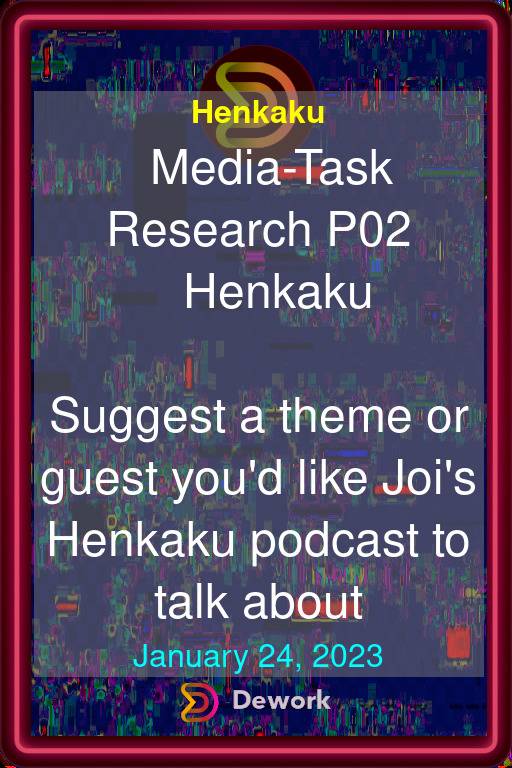 Henkaku
Media-Task
Research P02
Henkaku
Suggest a theme or
guest you'd like Joi's
Henkaku podcast to
talk about
January 24, 2023
Dework